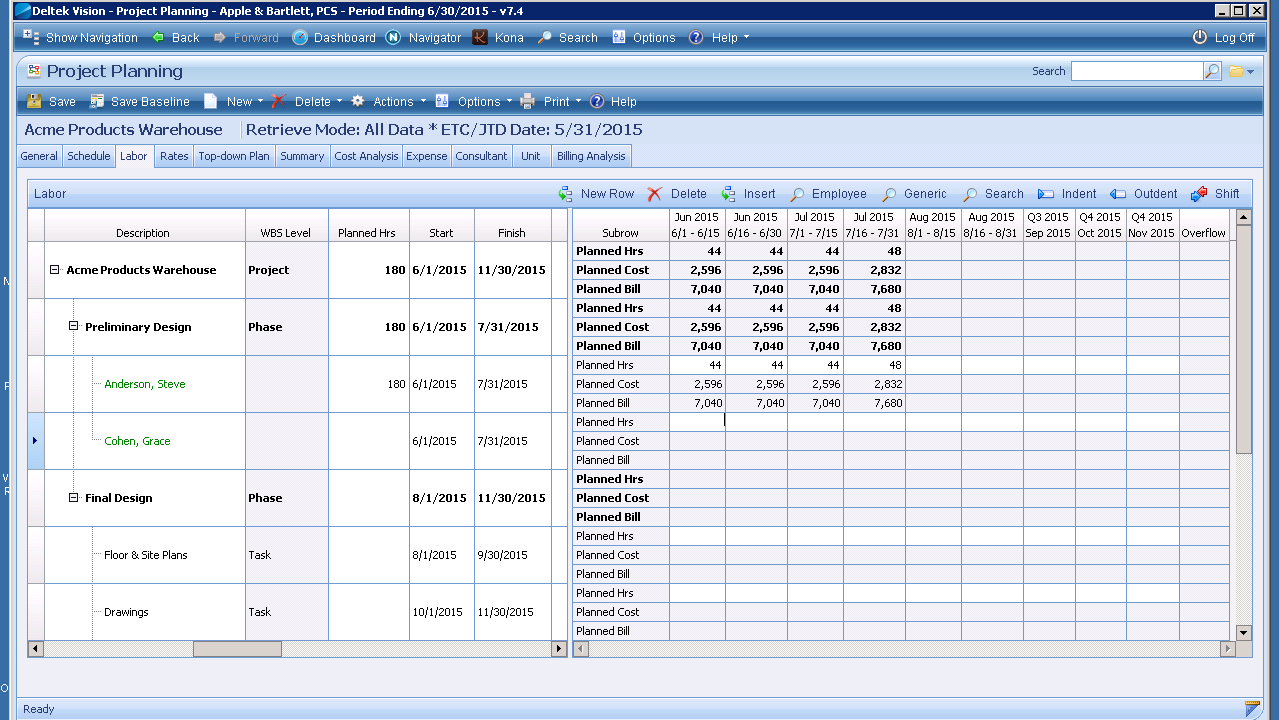 Deltek Vision - Project Planning - Apple & Bartlett, PCS - Period Ending 6/30/2015 - v7.4
Show Navigation Back Forward Dashboard Navigator Kona Search Options Help Log Off
Project Planning Search
Save Save Baseline New Delete Actions Options Print Help
Acme Products Warehouse Retrieve Mode: All Data * ETC/JTD Date: 5/31/2015
General Schedule Labor Rates Top-down Plan Summary Cost Analysis Expense Consultant Unit Billing Analysis
Labor New Row Delete Insert Employee Generic Search Indent Outdent Shift
Jun 2015 Jun 2015 Jul 2015 Jul 2015 Aug 2015 Aug 2015 Q3 2015 Q4 2015 Q4 2015
Description WBS Level Planned Hrs Start Finish Subrow 6/1 - 6/15 6/16 - 6/30 7/1 - 7/15 7/16 - 7/31 8/1 - 8/15 8/16 - 8/31 Sep 2015 Oct 2015 Nov 2015 Overflow
Planned Hrs 44 44 44 48
Acme Products Warehouse Project 180 6/1/2015 11/30/2015 Planned Cost 2,596 2,596 2,596 2,832
Planned Bill 7,040 7,040 7,040 7,680
Planned Hrs 44 44 44 48
Preliminary Design Phase 180 6/1/2015 7/31/2015 Planned Cost 2,596 2,596 2,596 2,832
Planned Bill 7,040 7,040 7,040 7,680
Planned Hrs 44 44 44 48
Anderson, Steve 180 6/1/2015 7/31/2015 Planned Cost 2,596 2,596 2,596 2,832
Planned Bill 7,040 7,040 7,040 7,680
Planned Hrs
Cohen, Grace 6/1/2015 7/31/2015 Planned Cost
Planned Bill
Planned Hrs
Final Design Phase 8/1/2015 11/30/2015 Planned Cost
Planned Bill
Planned Hrs
Floor & Site Plans Task 8/1/2015 9/30/2015 Planned Cost
Planned Bill
Planned Hrs
Drawings Task 10/1/2015 11/30/2015 Planned Cost
Planned Bill
Ready